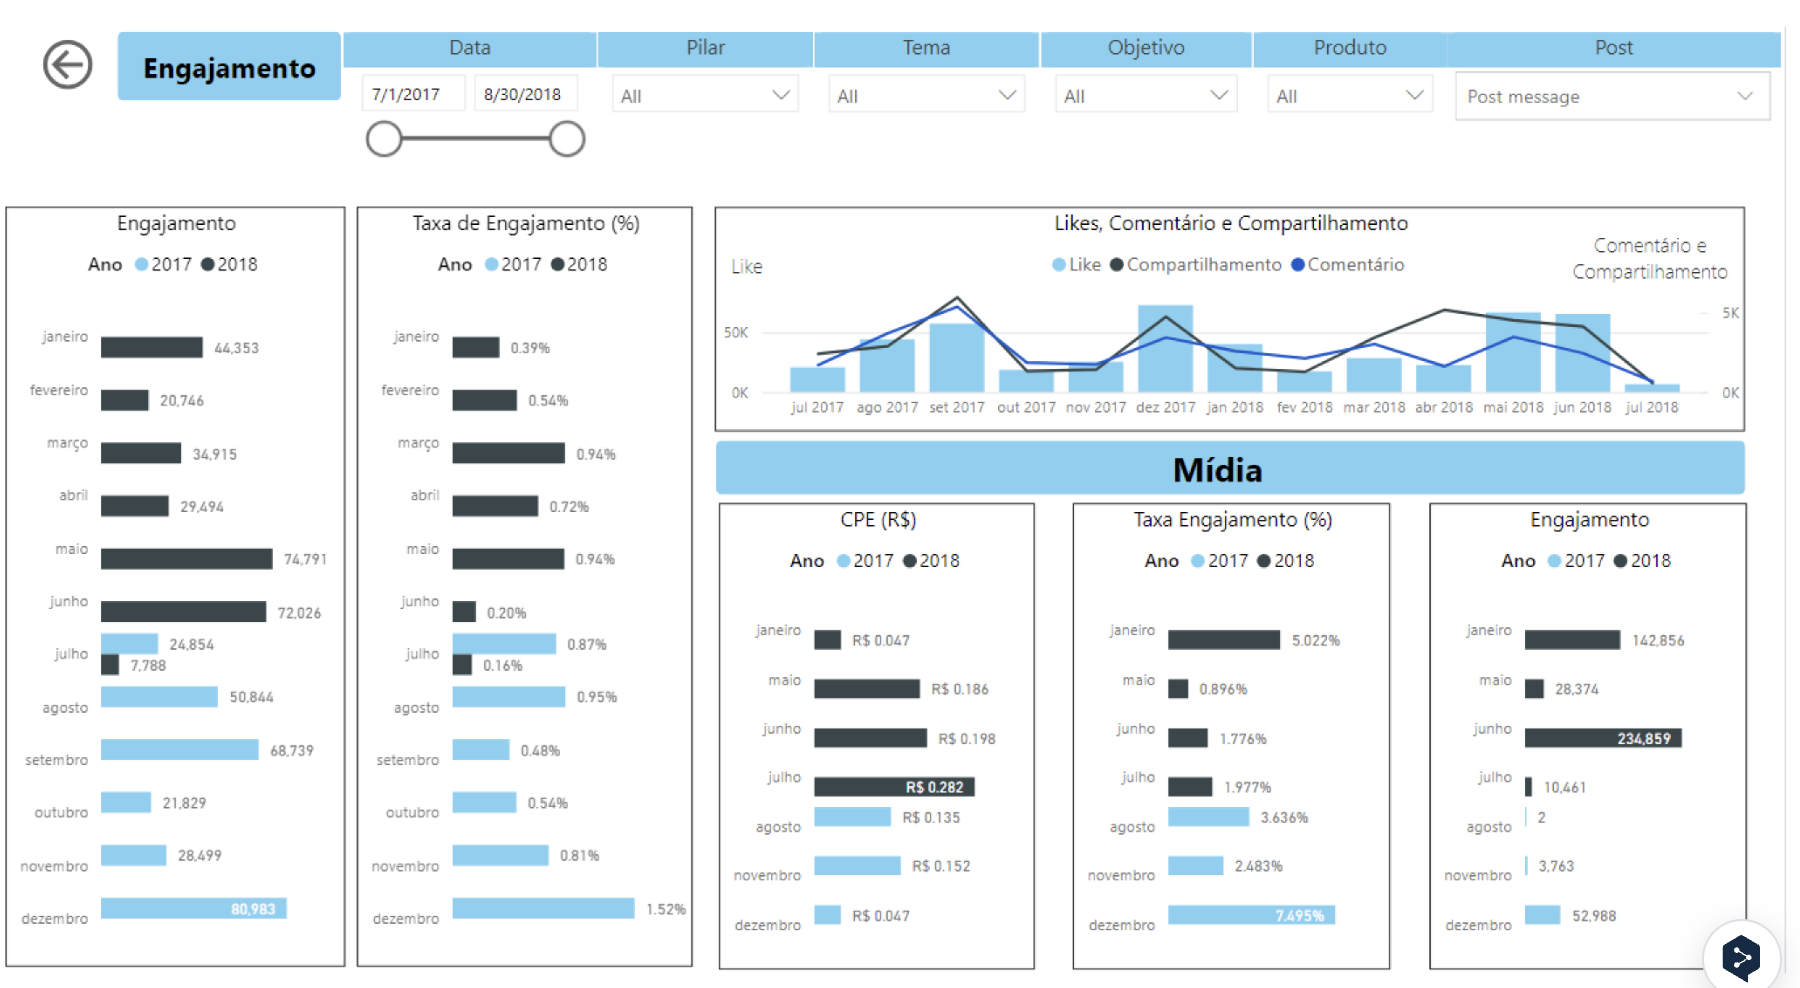 Engajamento
Data
Pilar
Tema
Objetivo
Produto
Post
7/1/2017
8/30/2018
All
All
All
All
Post message
Engajamento
Ano 2017 2018
janeiro 44,353
fevereiro 20,746
março 34,915
abril 29,494
maio 74,791
junho 72,026
24,854
julho 7,788
agosto 50,844
setembro 68,739
outubro 21,829
novembro 28,499
dezembro 80,983
Taxa de Engajamento (%)
Ano 2017 2018
janeiro 0.39%
fevereiro 0.54%
março 0.94%
abril 0.72%
maio 0.94%
junho 0.20%
0.87%
julho 0.16%
agosto 0.95%
setembro 0.48%
outubro 0.54%
novembro 0.81%
dezembro 1.52%
Likes, Comentário e Compartilhamento
Like
Like Compartilhamento Comentário
Comentário e
Compartilhamento
50K
0K
5K
0K
jul 2017 ago 2017 set 2017 out 2017 nov 2017 dez 2017 jan 2018 fev 2018 mar 2018 abr 2018 mai 2018 jun 2018 jul 2018
Mídia
CPE (R$)
Ano 2017 2018
janeiro R$ 0.047
maio R$ 0.186
junho R$ 0.198
julho R$ 0.282
agosto R$ 0.135
novembro R$ 0.152
dezembro R$ 0.047
Taxa Engajamento (%)
Ano 2017 2018
janeiro 5.022%
maio 0.896%
junho 1.776%
julho 1.977%
agosto 3.636%
novembro 2.483%
dezembro 7.495%
Engajamento
Ano 2017 2018
janeiro 142,856
maio 28,374
junho 234,859
julho 10,461
agosto 2
novembro 3,763
dezembro 52,988